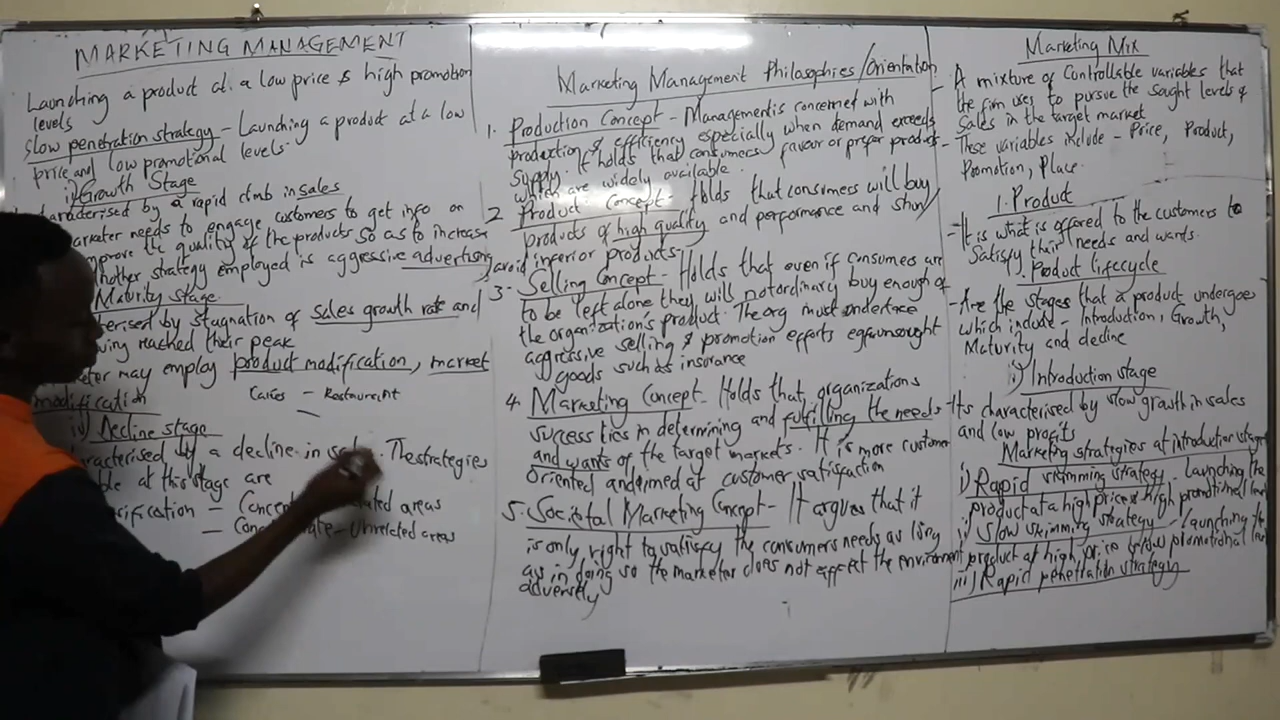 MARKETING MANAGEMENT
Launching a product at a low price & high promotion
levels
slow penetration strategy - Launching a product at a low
price and low promotional levels.
i) Growth Stage
characterised by a rapid climb in sales
marketer needs to engage customers to get info on
improve the quality of the products so as to increase
Another strategy employed is aggressive advertising
Maturity stage
by stagnation of sales growth rate and
reached their peak
may employ product modification, market
modification
Cakes - Restaurant
iv) Decline stage
by a decline in. The strategies
at this stage are
- related areas
- Unrelated areas
Marketing Management Philosophies/Orientation
1. Production Concept - Management is concerned with
production & efficiency especially when demand exceeds
supply. It holds that consumers favour or prefer products
which are widely available.
2 Product Concept - Holds that consumers will buy
products of high quality and performance and shun/
avoid inferior products.
3- Selling Concept - Holds that even if consumers are
to be left alone they will not ordinary buy enough of
the organization's product. The org must undertake
aggressive selling & promotion efforts eg unsought
goods such as insurance
4. Marketing Concept - Holds that, organizations
success lies in determining and fulfilling the needs
and wants of the target markets. It is more customer
oriented and aimed at customer satisfaction
5. Societal Marketing Concept - It argues that it
is only right to satisfy the consumers needs as long
as in doing so the marketer does not affect the environment
adversely
Marketing Mix
- A mixture of Controllable variables that
the firm uses to pursue the sought levels of
Sales in the target market
- These variables include - Price, Product,
Promotion, Place.
1. Product
- It is what is offered to the customers to
Satisfy their needs and wants.
Product lifecycle
- Are the stages that a product undergoes
which include - Introduction, Growth,
Maturity and decline
i) Introduction stage
- Its characterised by slow growth in sales
and low profits
Marketing strategies at introduction stage
i) Rapid skimming strategy - Launching the
product at a high price & high promotional level
ii) Slow skimming strategy - Launching the
product at high price & low promotional level
iii) Rapid penetration strategy